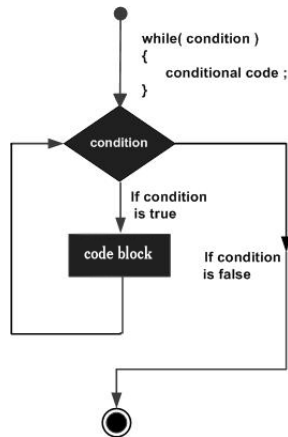 while( condition )
{
conditional code ;
}
condition
If condition
is true
code block
If condition
is false